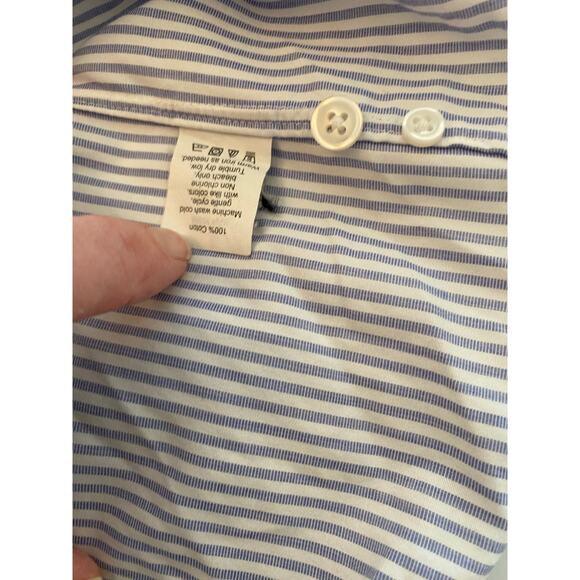 100% Coton
Machine wash cold
gentle cycle,
with like colors.
Non chlorine
bleach only.
Tumble dry low.
Warm iron as needed.